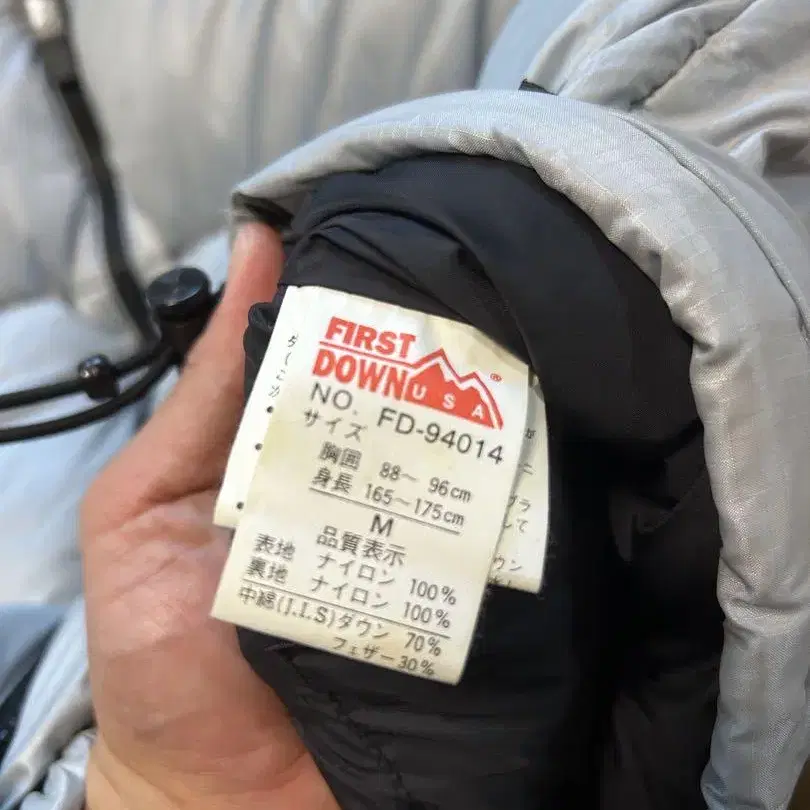 FIRST
DOWN USA ®
NO. FD-94014
サイズ
胸囲 88〜 96cm
身長 165〜175cm
M
品質表示
表地 ナイロン 100%
裏地 ナイロン 100%
中綿(I.I.S)ダウン 70%
フェザー30%